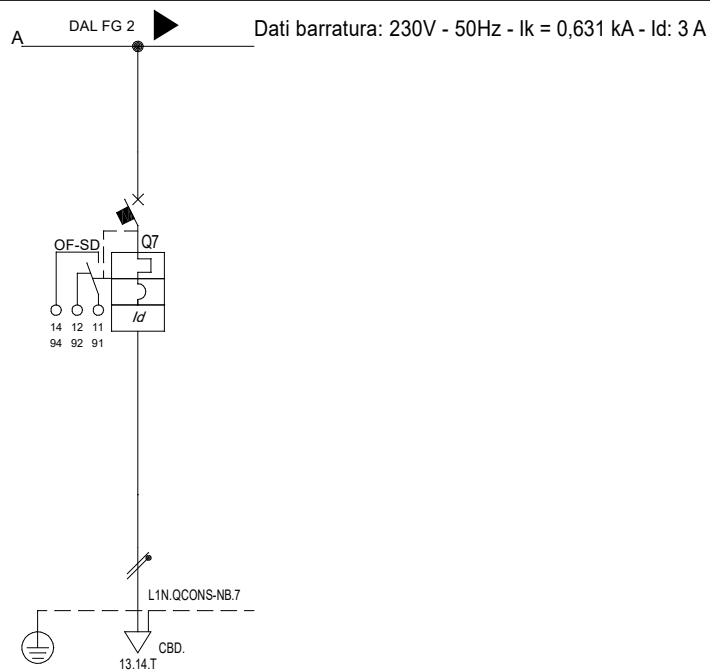 DAL FG 2
Dati barratura: 230V - 50Hz - Ik = 0,631 kA - Id: 3 A
A
OF-SD
Q7
Id
14 12 11
94 92 91
L1N.QCONS-NB.7
CBD.
13.14.T